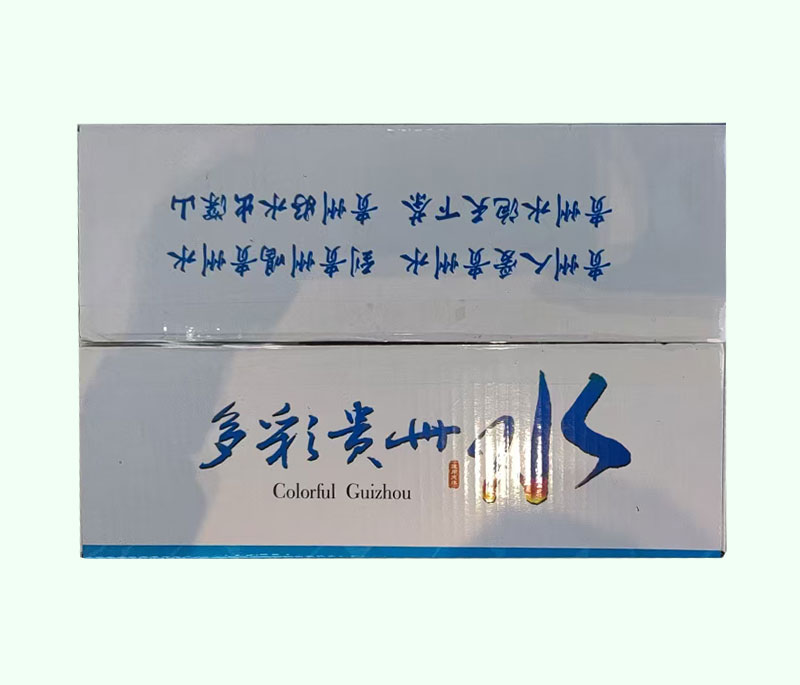 贵州人爱贵州水 到贵州喝贵州水
贵州水泡天下茶 贵州好水出深山
多彩贵州水
Colorful Guizhou